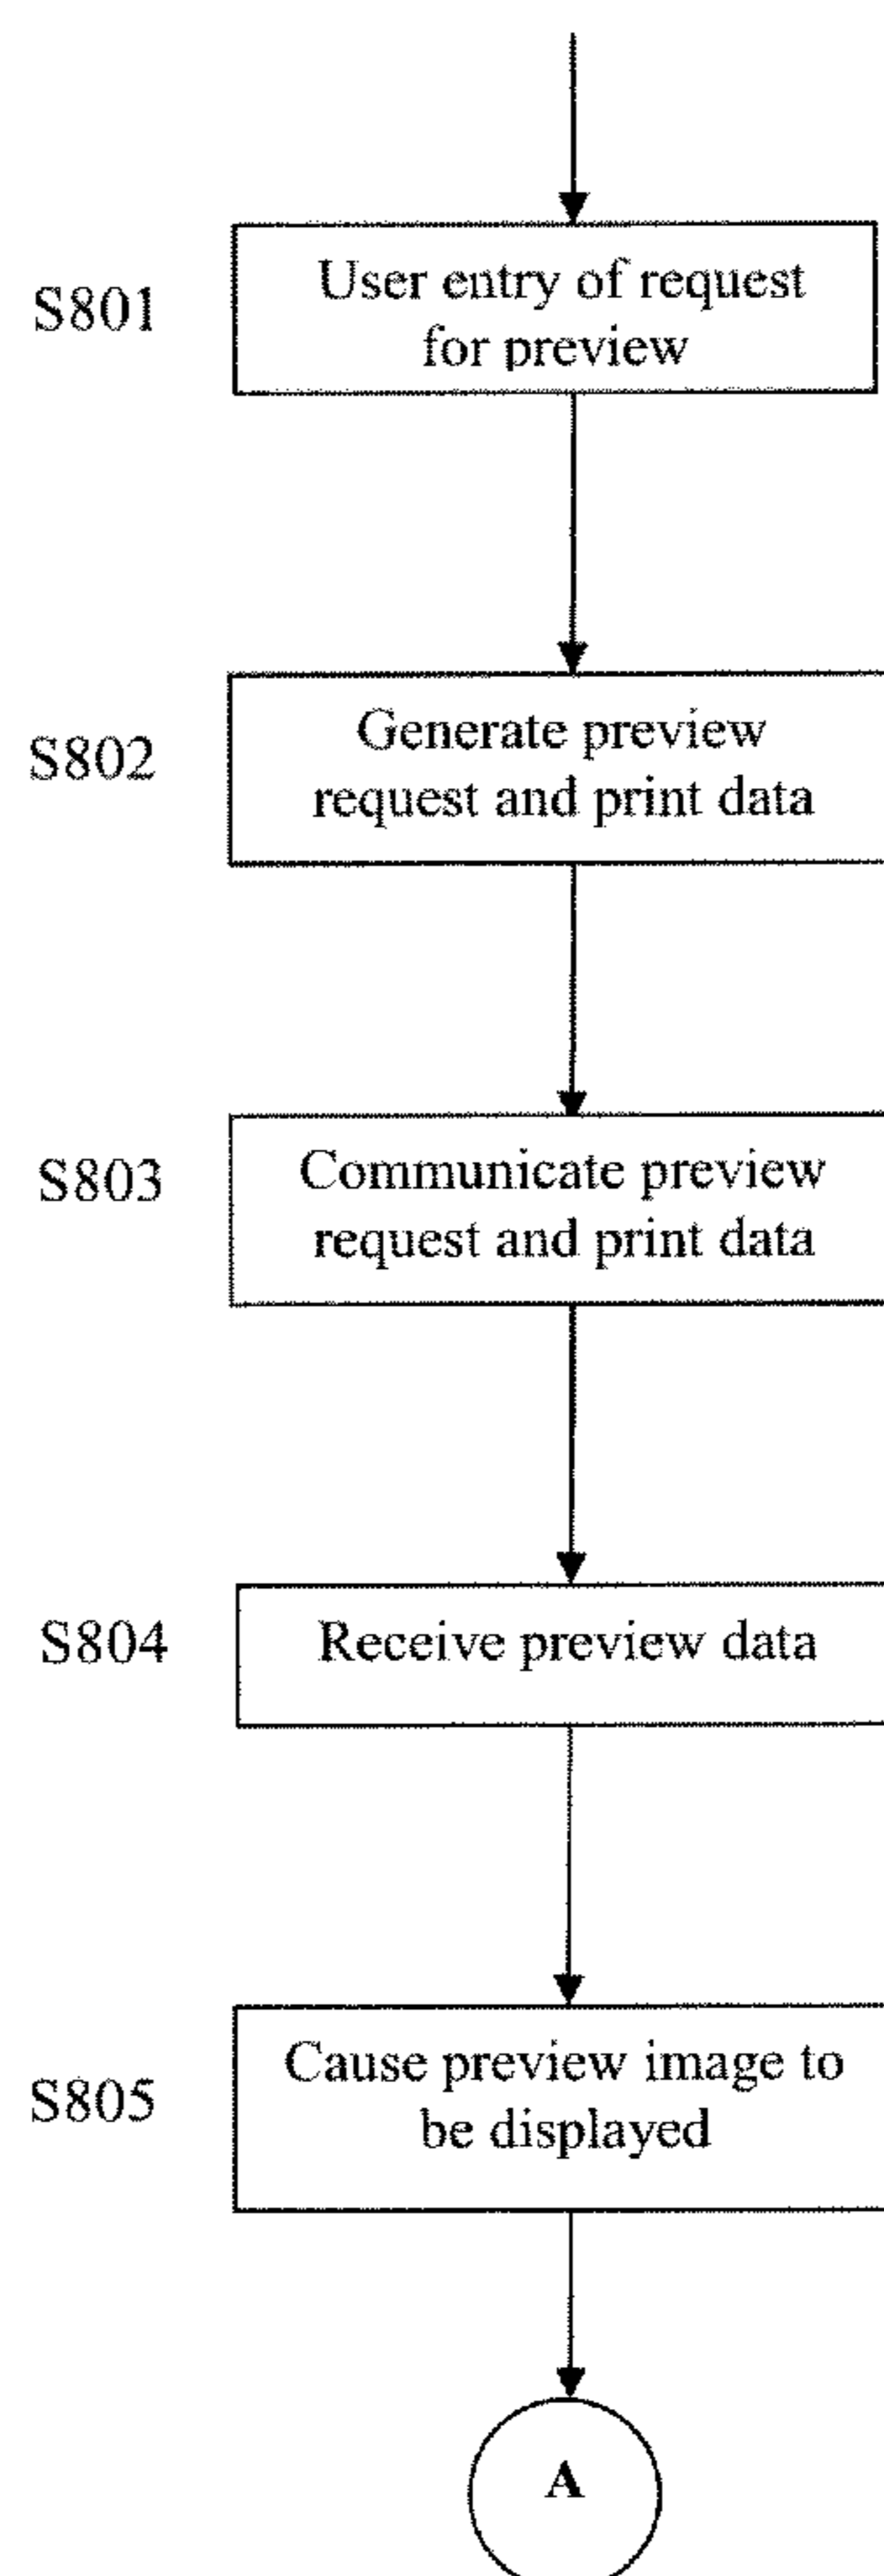 S801
User entry of request
for preview
S802
Generate preview
request and print data
S803
Communicate preview
request and print data
S804
Receive preview data
S805
Cause preview image to
be displayed
A